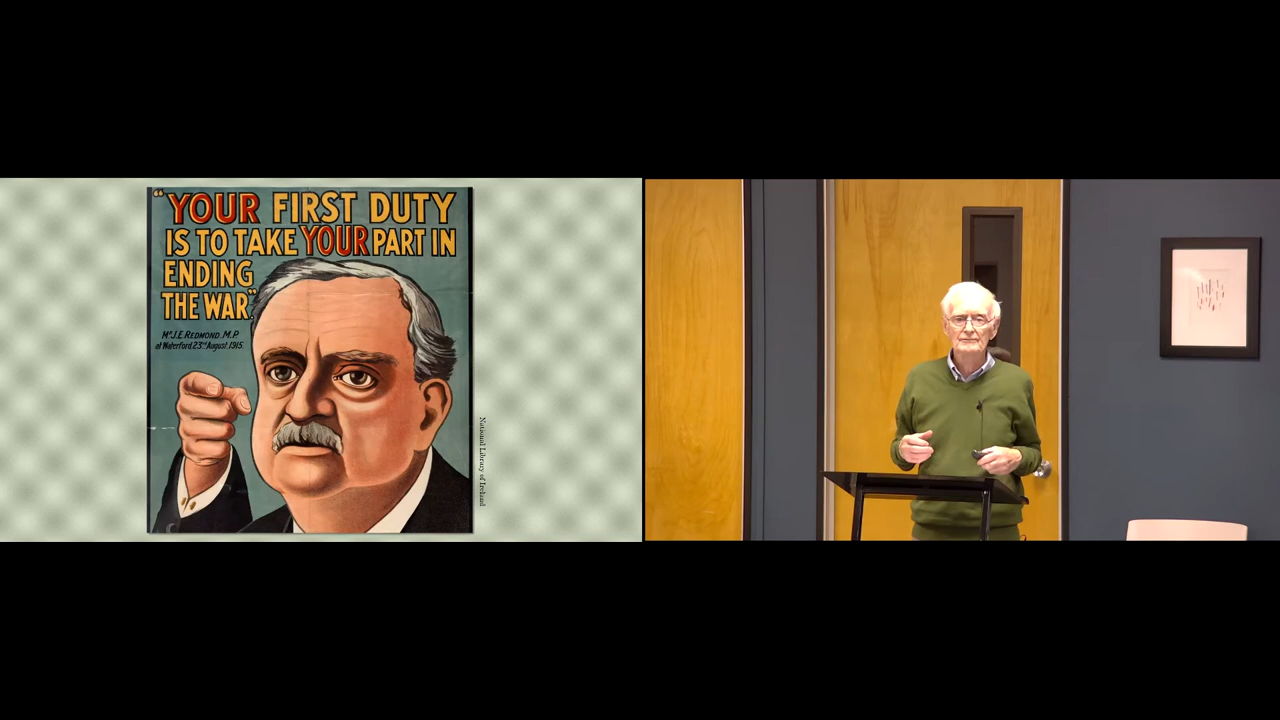 "YOUR FIRST DUTY
IS TO TAKE YOUR PART IN
ENDING
THE WAR."
Mr J.E. REDMOND. M.P.
at Waterford, 23rd August, 1915.
National Library of Ireland